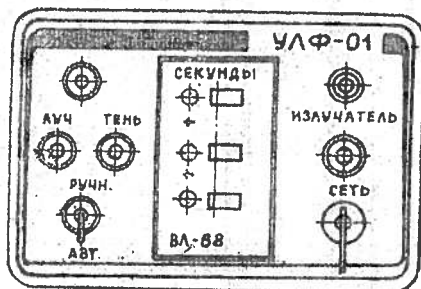 УЛФ-01
СЕКУНДЫ
ИЗЛУЧАТЕЛЬ
ЛУЧ ТЕНЬ
СЕТЬ
РУЧН.
АВТ.
ВЛ-68